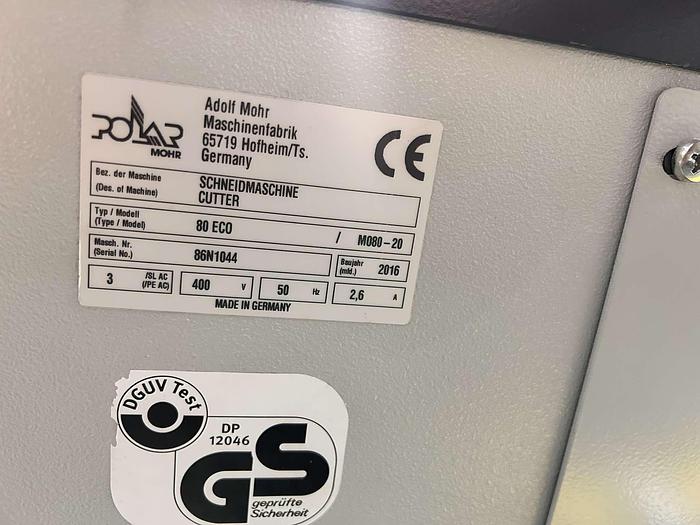 POLAR
MOHR
Adolf Mohr
Maschinenfabrik
65719 Hofheim/Ts.
Germany
CE
Bez. der Maschine
(Des. of Machine)
SCHNEIDMASCHINE
CUTTER
Typ / Modell
(Type / Model)
80 ECO / M080-20
Masch. Nr.
(Serial No.)
86N1044
Baujahr
(mfd.)
2016
3 /SL AC
(/PE AC)
400 V
50 Hz
2,6 A
MADE IN GERMANY
DGUV Test
DP
12046
GS
geprüfte
Sicherheit